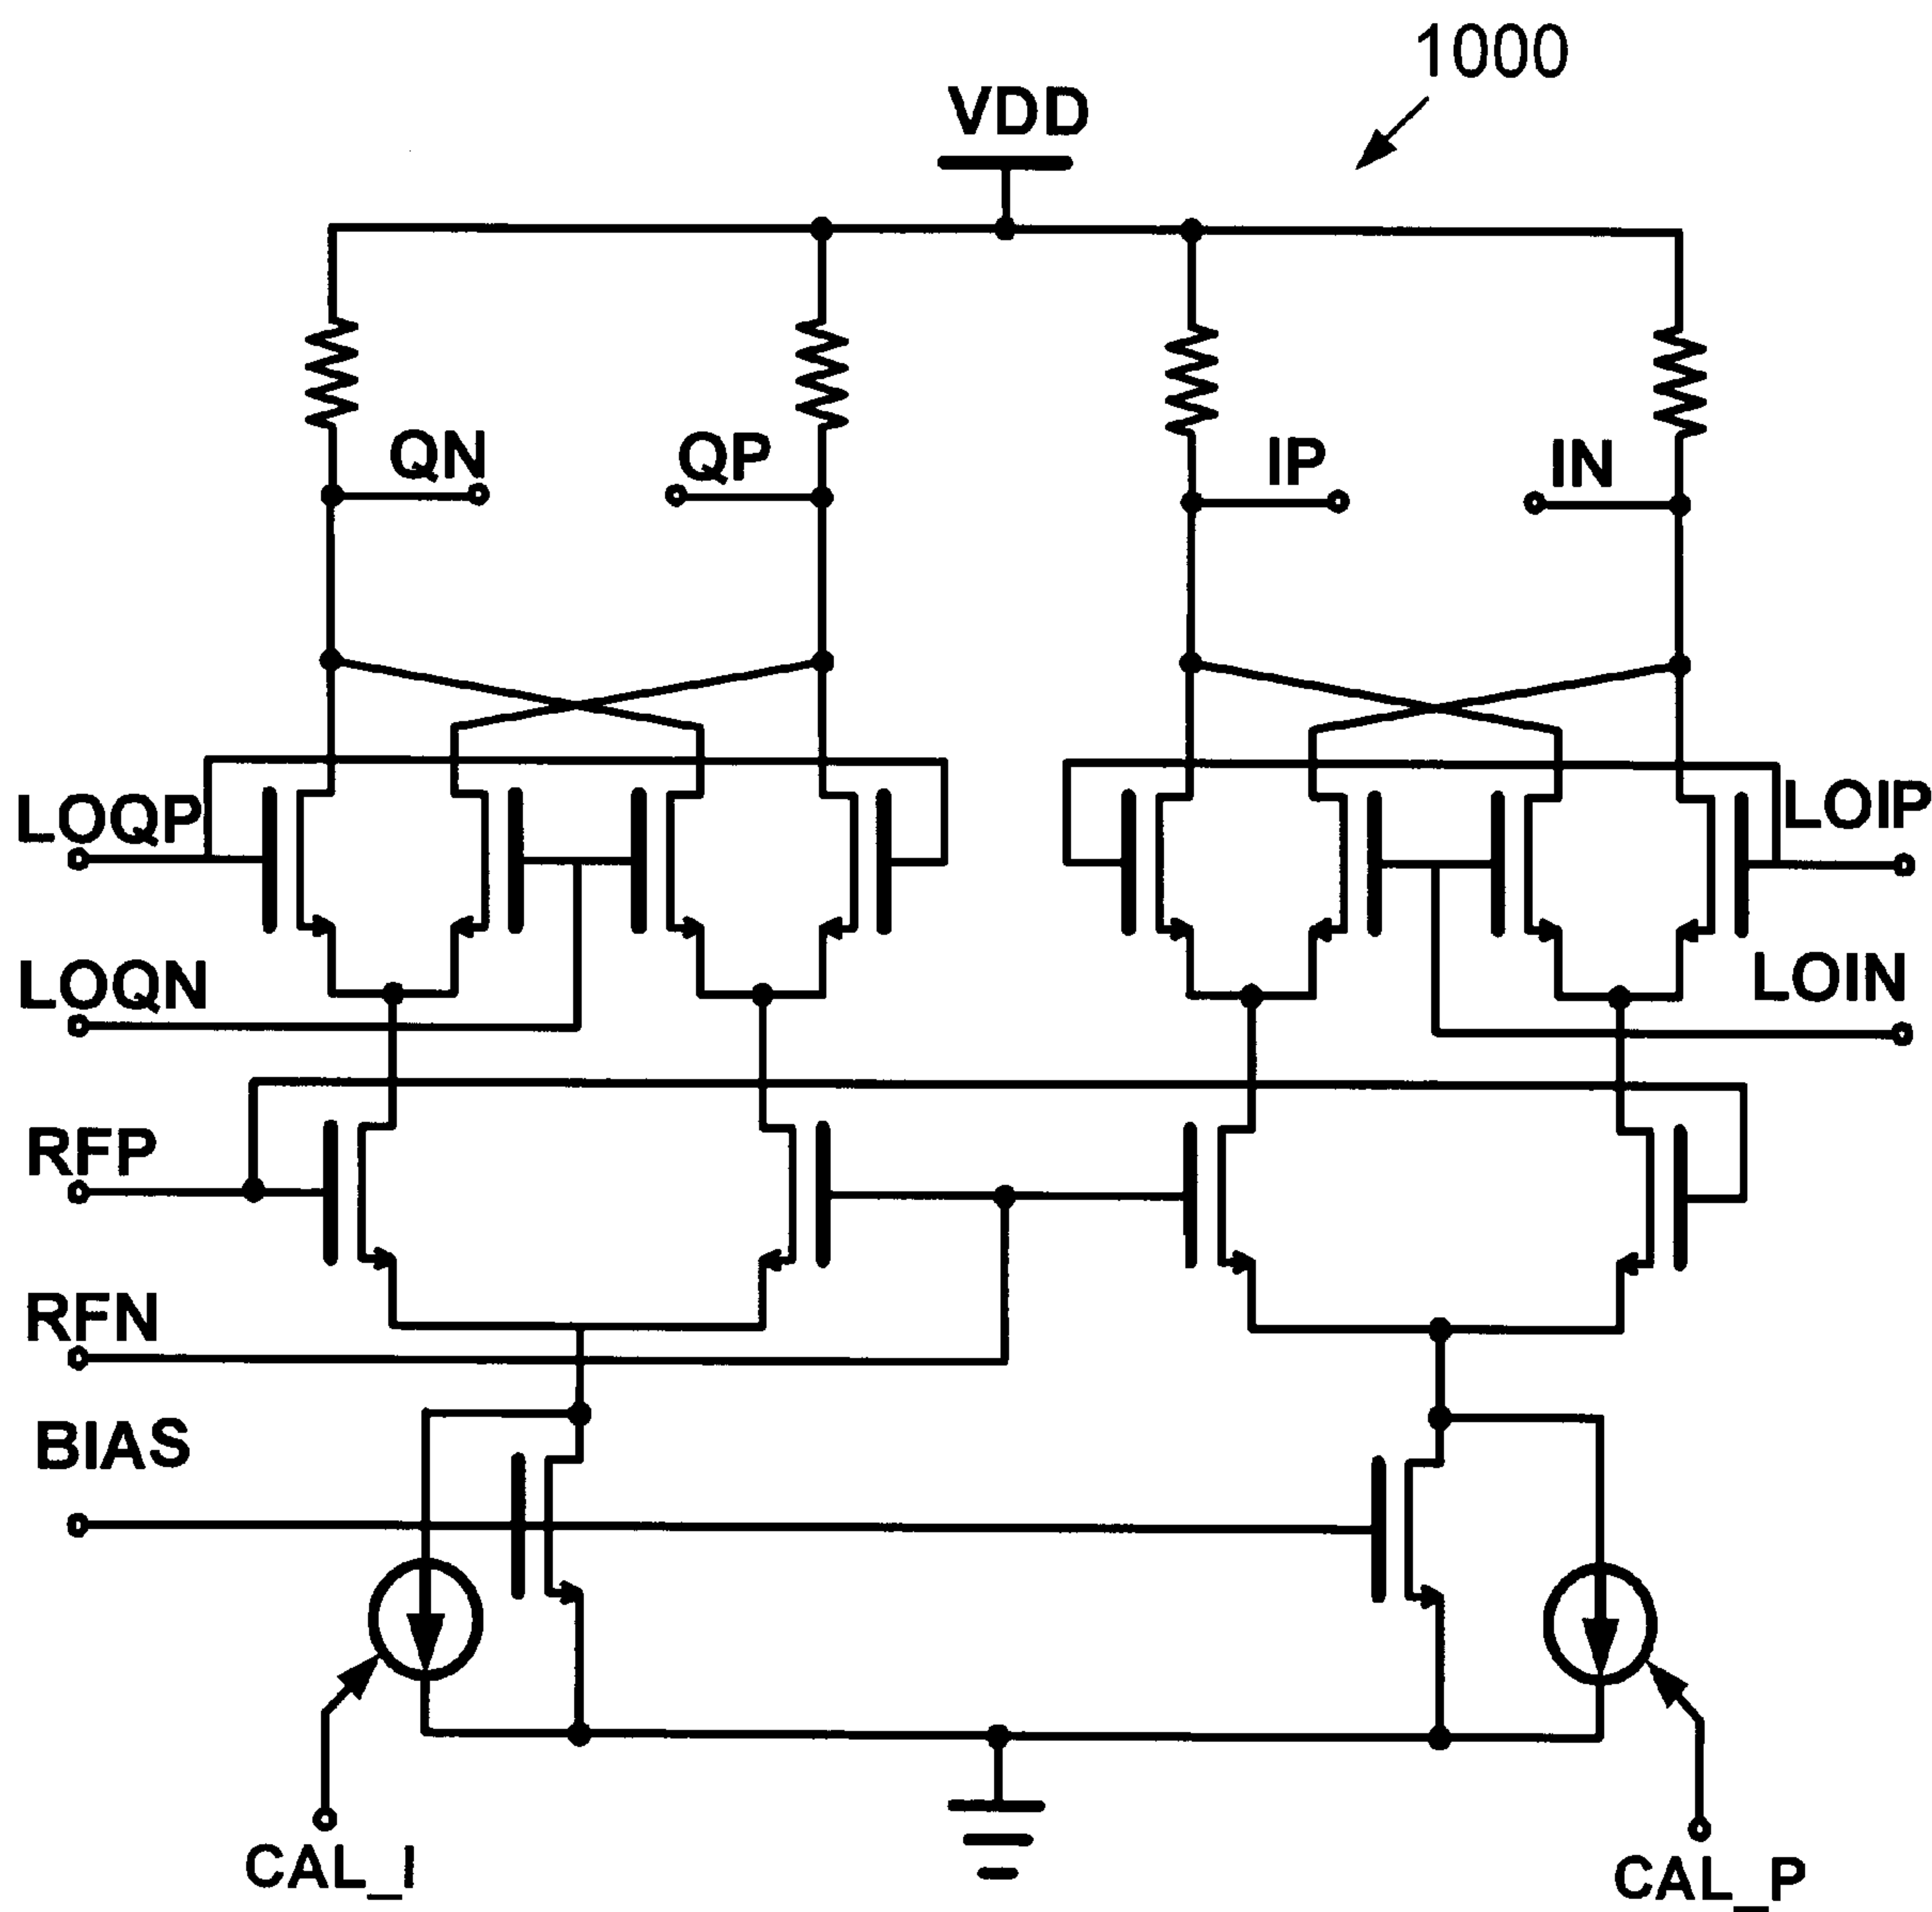 1000
VDD
QN
QP
IP
IN
LOQP
LOIP
LOQN
LOIN
RFP
RFN
BIAS
CAL_I
CAL_P